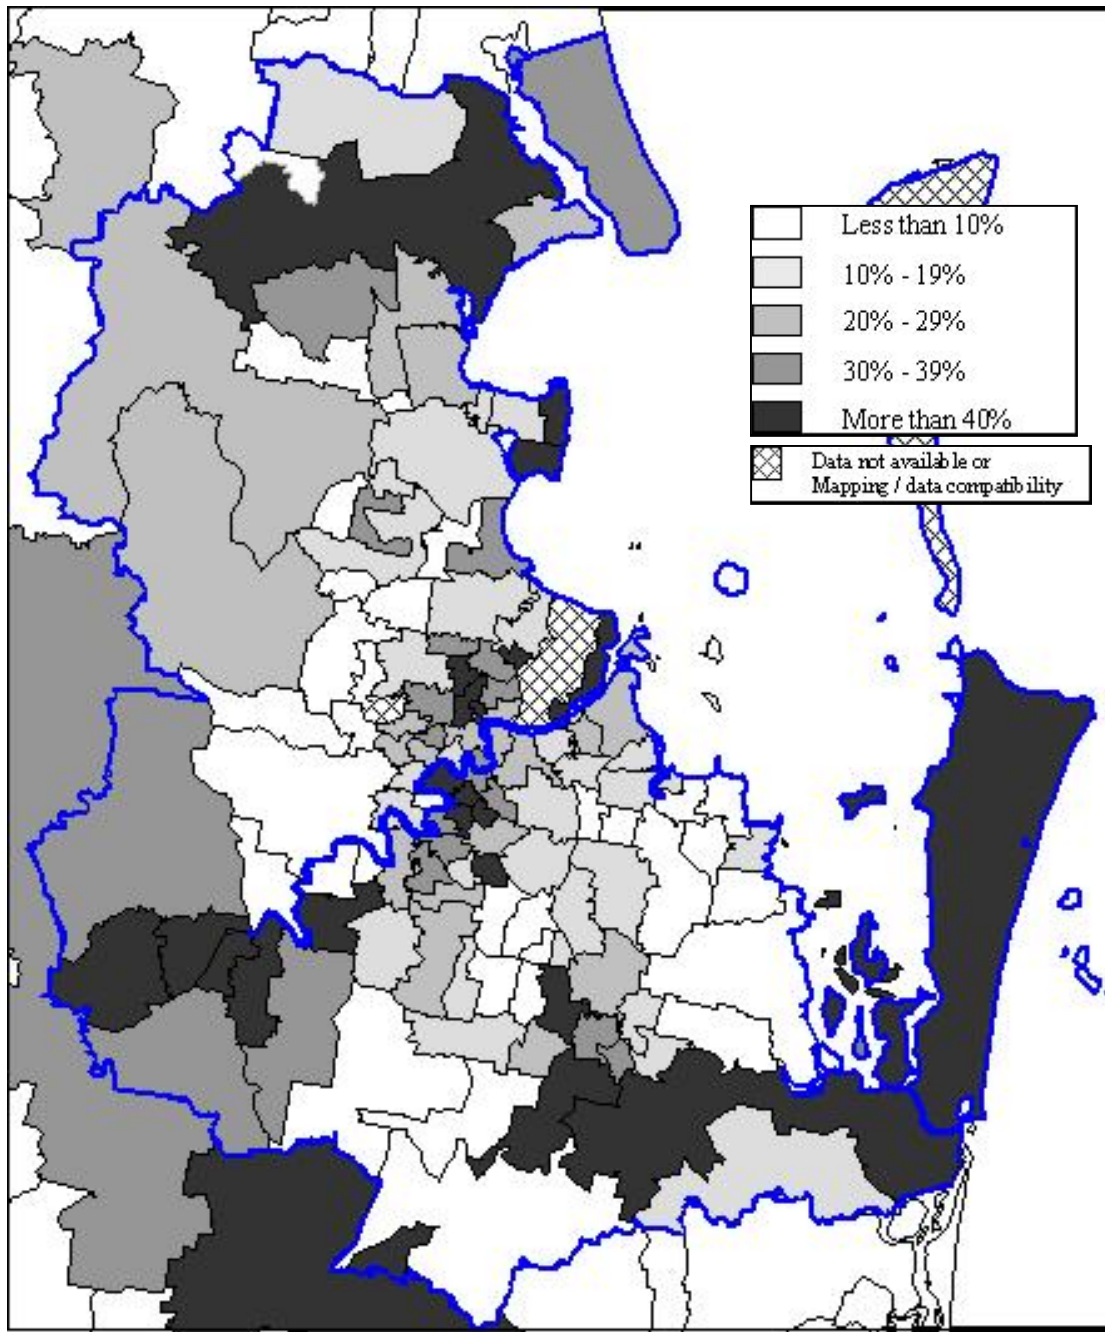 Less than 10%
10% - 19%
20% - 29%
30% - 39%
More than 40%
Data not available or
Mapping / data compatibility